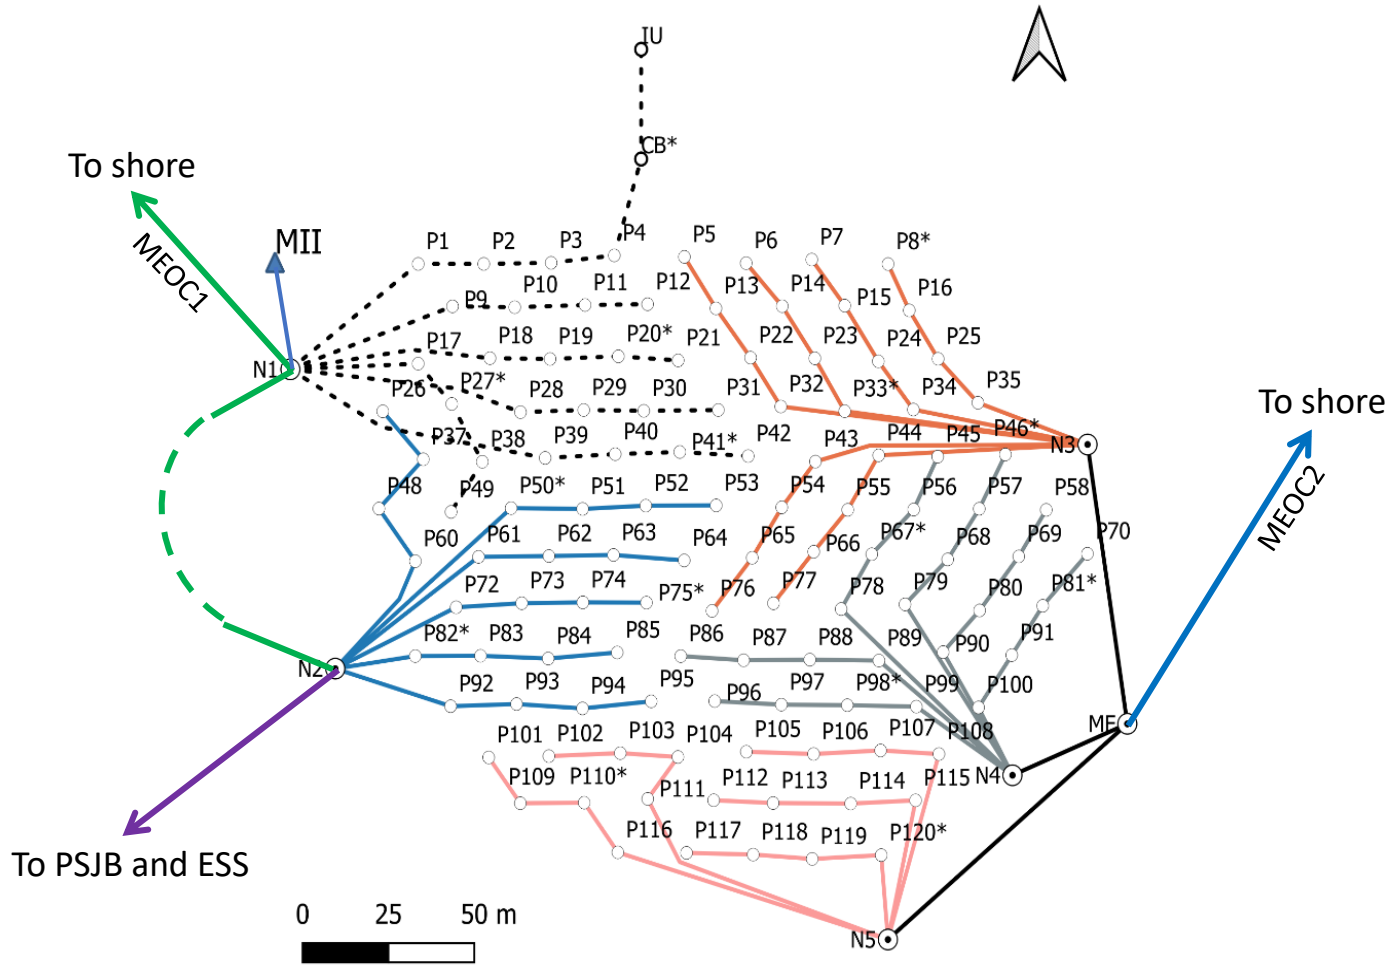 IU
CB*
To shore
MEOC1
MII
P1 P2 P3 P4 P5 P6 P7 P8*
P9 P10 P11 P12 P13 P14 P15 P16
P17 P18 P19 P20* P21 P22 P23 P24 P25
N1
P26 P27* P28 P29 P30 P31 P32 P33* P34 P35
To shore
MEOC2
P37 P38 P39 P40 P41* P42 P43 P44 P45 P46* N3
P48 P49 P50* P51 P52 P53 P54 P55 P56 P57 P58
P60 P61 P62 P63 P64 P65 P66 P67* P68 P69 P70
P72 P73 P74 P75* P76 P77 P78 P79 P80 P81*
P82* P83 P84 P85 P86 P87 P88 P89 P90 P91
N2
P92 P93 P94 P95 P96 P97 P98* P99 P100
P101 P102 P103 P104 P105 P106 P107 P108
P109 P110* P111 P112 P113 P114 P115 N4
P116 P117 P118 P119 P120*
To PSJB and ESS
0 25 50 m
N5